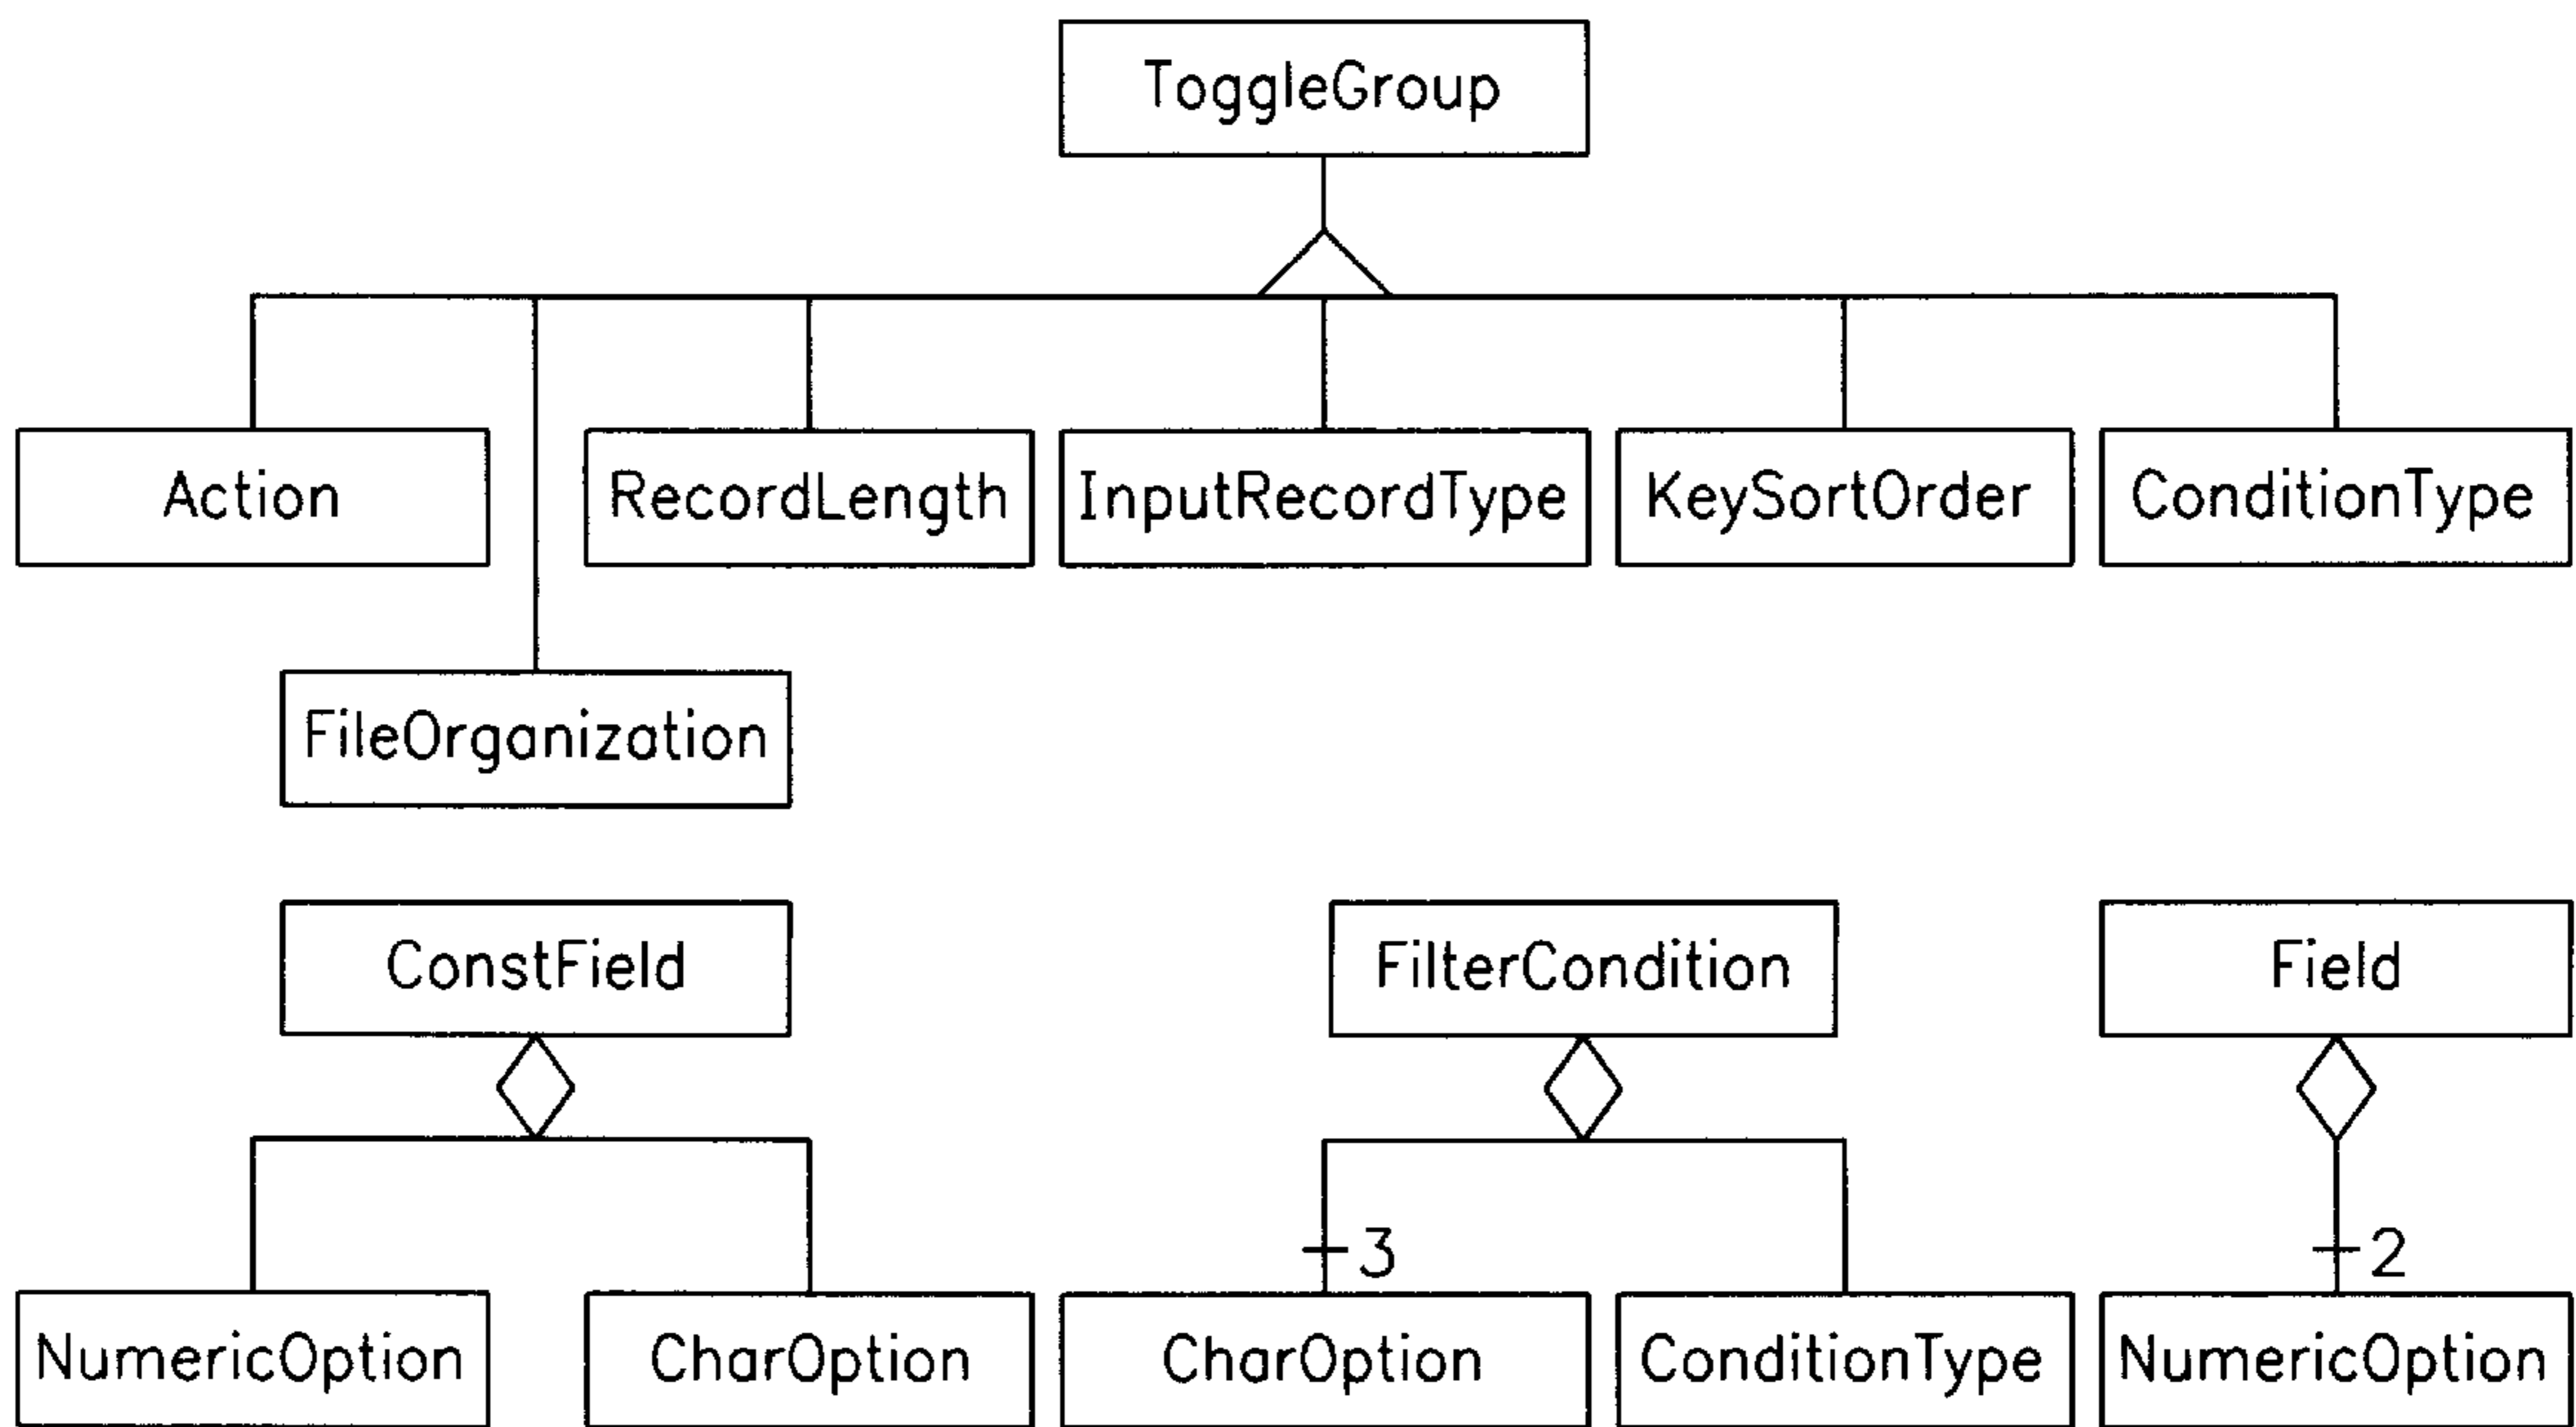 ToggleGroup
Action
RecordLength
InputRecordType
KeySortOrder
ConditionType
FileOrganization
ConstField
FilterCondition
Field
3
2
NumericOption
CharOption
CharOption
ConditionType
NumericOption